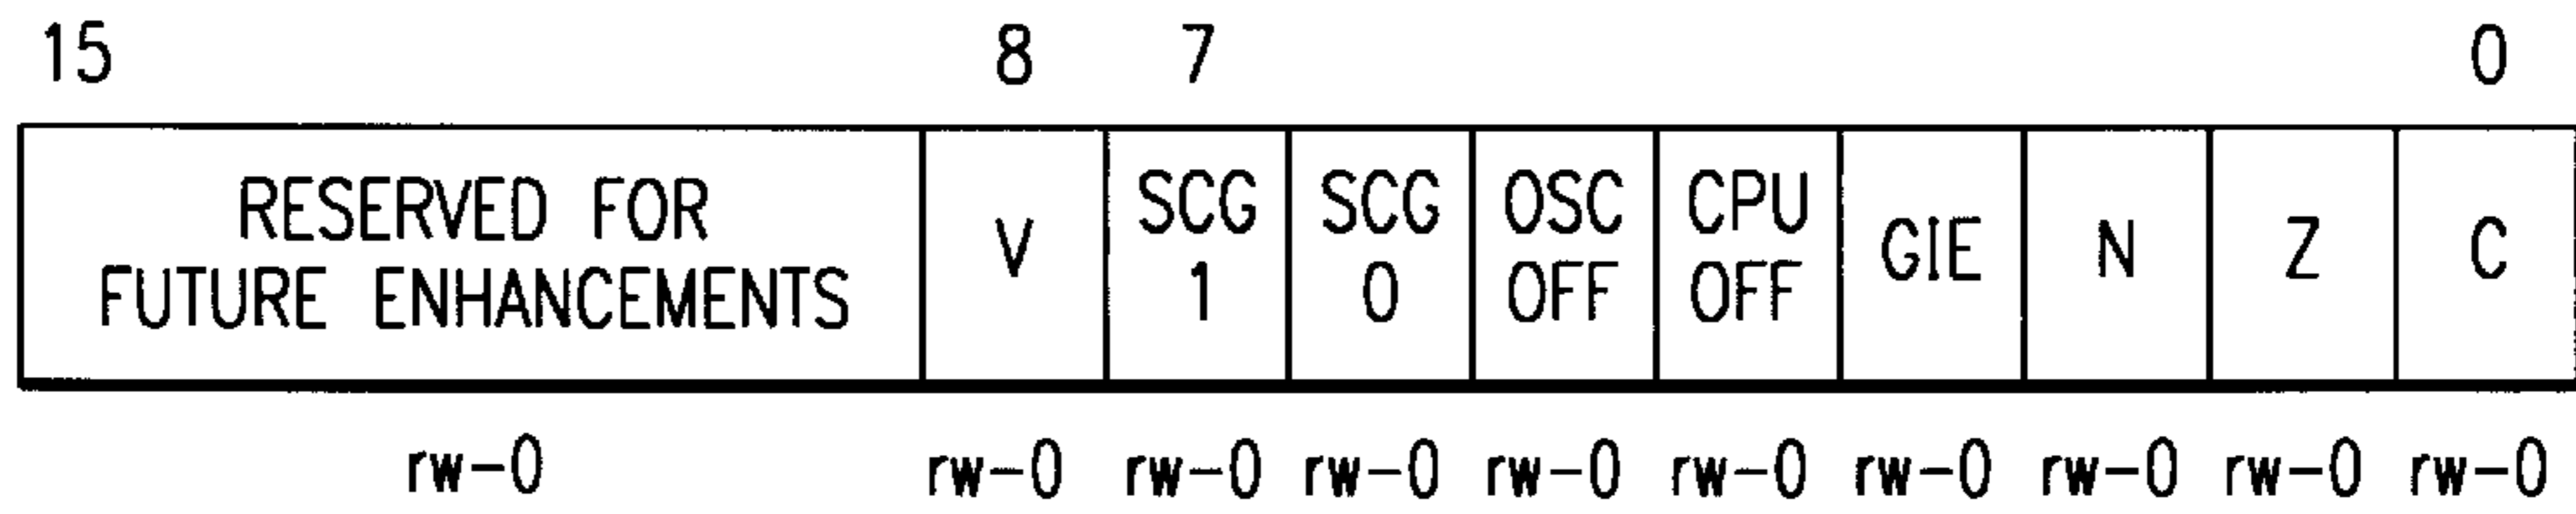 15 8 7 0
RESERVED FOR FUTURE ENHANCEMENTS V SCG 1 SCG 0 OSC OFF CPU OFF GIE N Z C
rw-0 rw-0 rw-0 rw-0 rw-0 rw-0 rw-0 rw-0 rw-0 rw-0